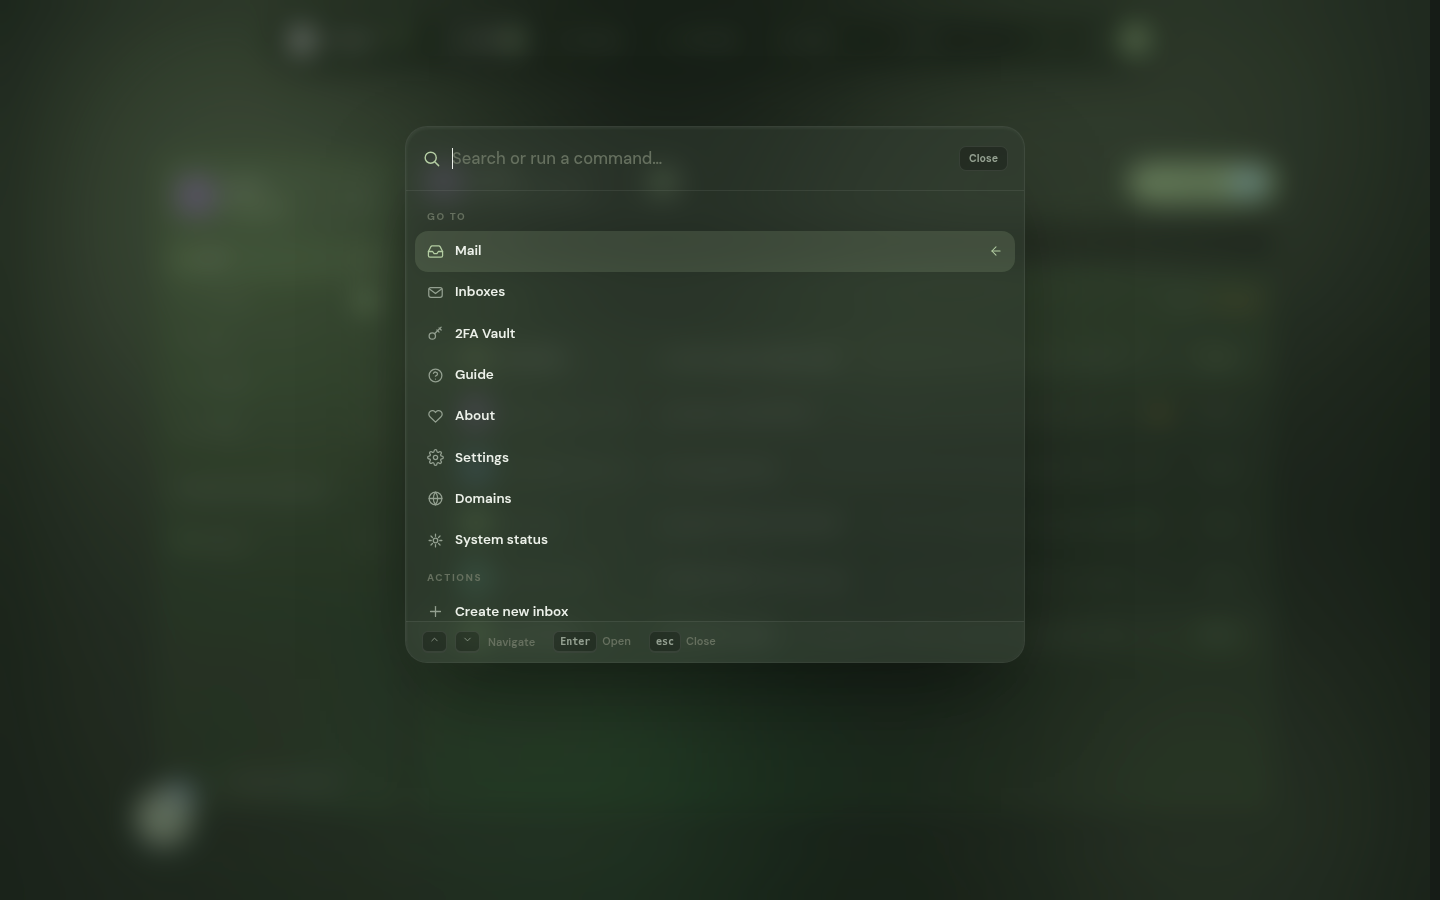 Search or run a command...
Close
GO TO
Mail
Inboxes
2FA Vault
Guide
About
Settings
Domains
System status
ACTIONS
Create new inbox
Navigate Enter Open esc Close